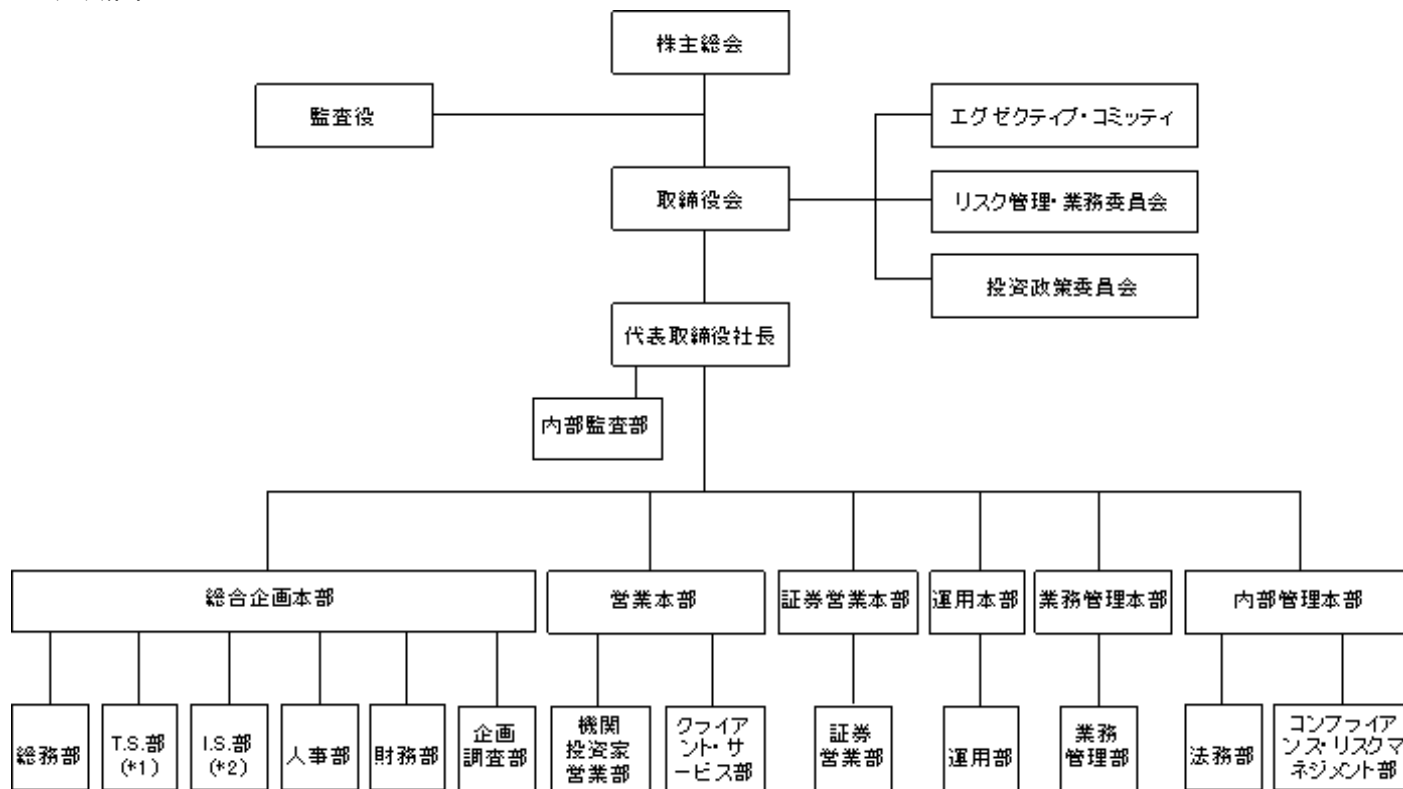 株主総会
監査役
エグゼクティブ・コミッティ
取締役会
リスク管理・業務委員会
投資政策委員会
代表取締役社長
内部監査部
総合企画本部
営業本部
証券営業本部
運用本部
業務管理本部
内部管理本部
総務部
T.S.部
(*1)
I.S.部
(*2)
人事部
財務部
企画
調査部
機関
投資家
営業部
クライア
ント・サ
ービス部
証券
営業部
運用部
業務
管理部
法務部
コンプライア
ンス・リスクマ
ネジメント部